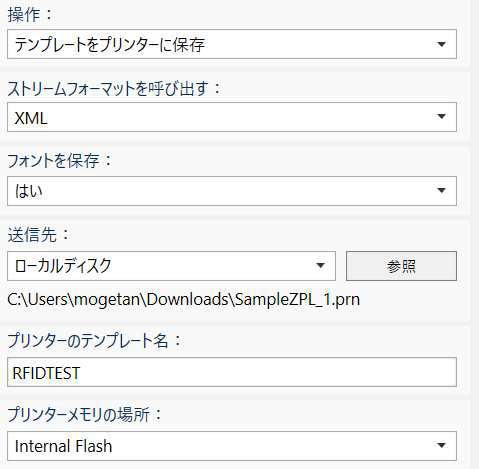 操作：
テンプレートをプリンターに保存
ストリームフォーマットを呼び出す：
XML
フォントを保存：
はい
送信先：
ローカルディスク
参照
C:\Users\mogetan\Downloads\SampleZPL_1.prn
プリンターのテンプレート名：
RFIDTEST
プリンターメモリの場所：
Internal Flash